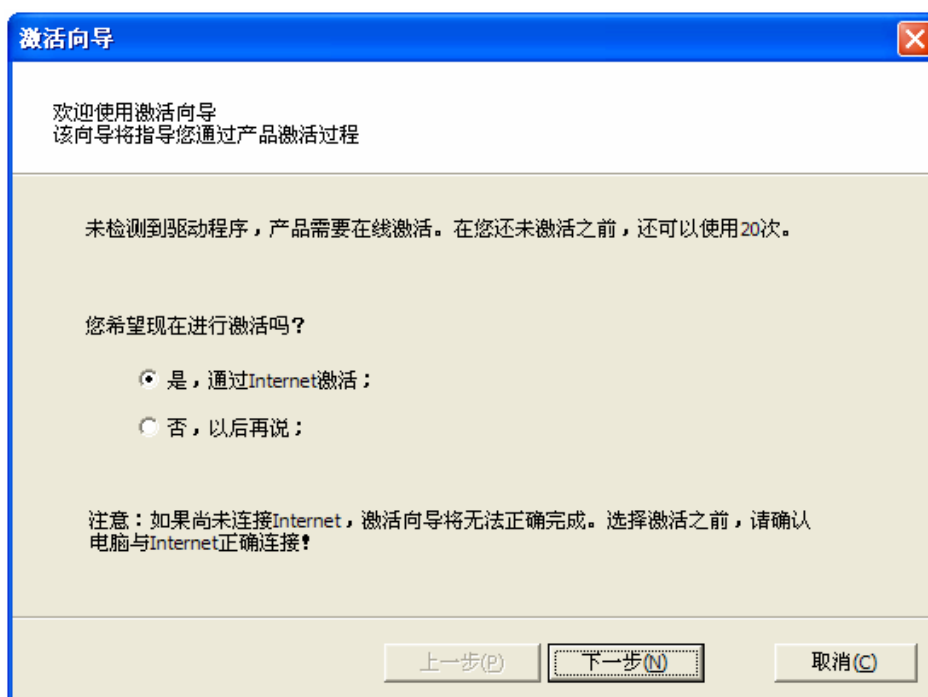 激活向导
欢迎使用激活向导
该向导将指导您通过产品激活过程
未检测到驱动程序，产品需要在线激活。在您还未激活之前，还可以使用20次。
您希望现在进行激活吗？
是，通过Internet激活；
否，以后再说；
注意：如果尚未连接Internet，激活向导将无法正确完成。选择激活之前，请确认
电脑与Internet正确连接！
上一步(P) 下一步(N) 取消(C)